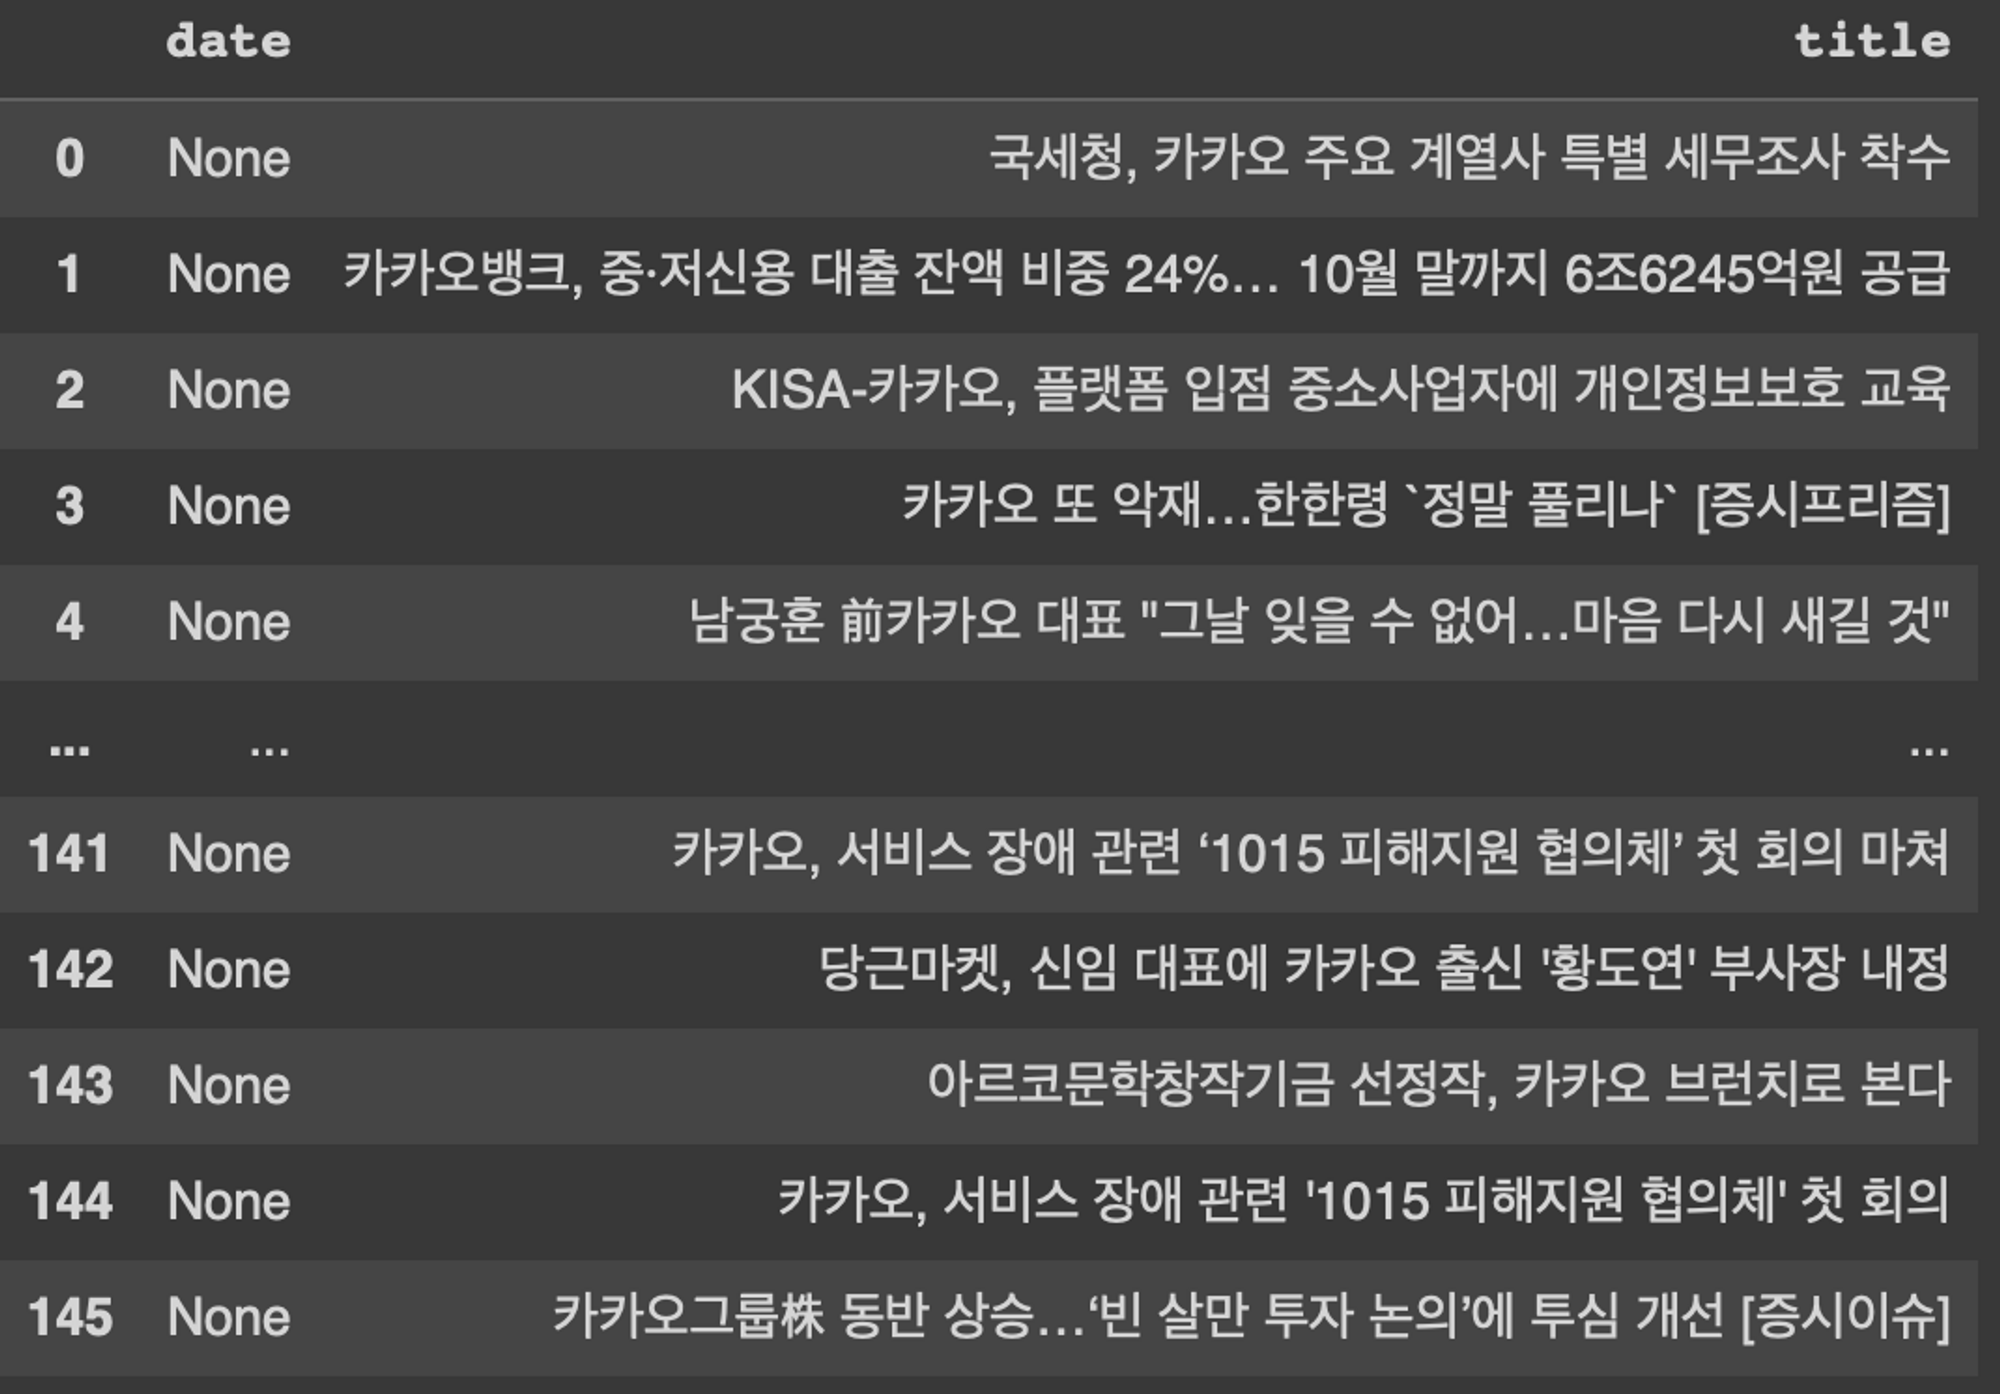 date title
0 None 국세청, 카카오 주요 계열사 특별 세무조사 착수
1 None 카카오뱅크, 중·저신용 대출 잔액 비중 24%... 10월 말까지 6조6245억원 공급
2 None KISA-카카오, 플랫폼 입점 중소사업자에 개인정보보호 교육
3 None 카카오 또 악재...한한령 `정말 풀리나` [증시프리즘]
4 None 남궁훈 前카카오 대표 "그날 잊을 수 없어...마음 다시 새길 것"
... ... ...
141 None 카카오, 서비스 장애 관련 ‘1015 피해지원 협의체’ 첫 회의 마쳐
142 None 당근마켓, 신임 대표에 카카오 출신 '황도연' 부사장 내정
143 None 아르코문학창작기금 선정작, 카카오 브런치로 본다
144 None 카카오, 서비스 장애 관련 '1015 피해지원 협의체' 첫 회의
145 None 카카오그룹株 동반 상승...‘빈 살만 투자 논의’에 투심 개선 [증시이슈]